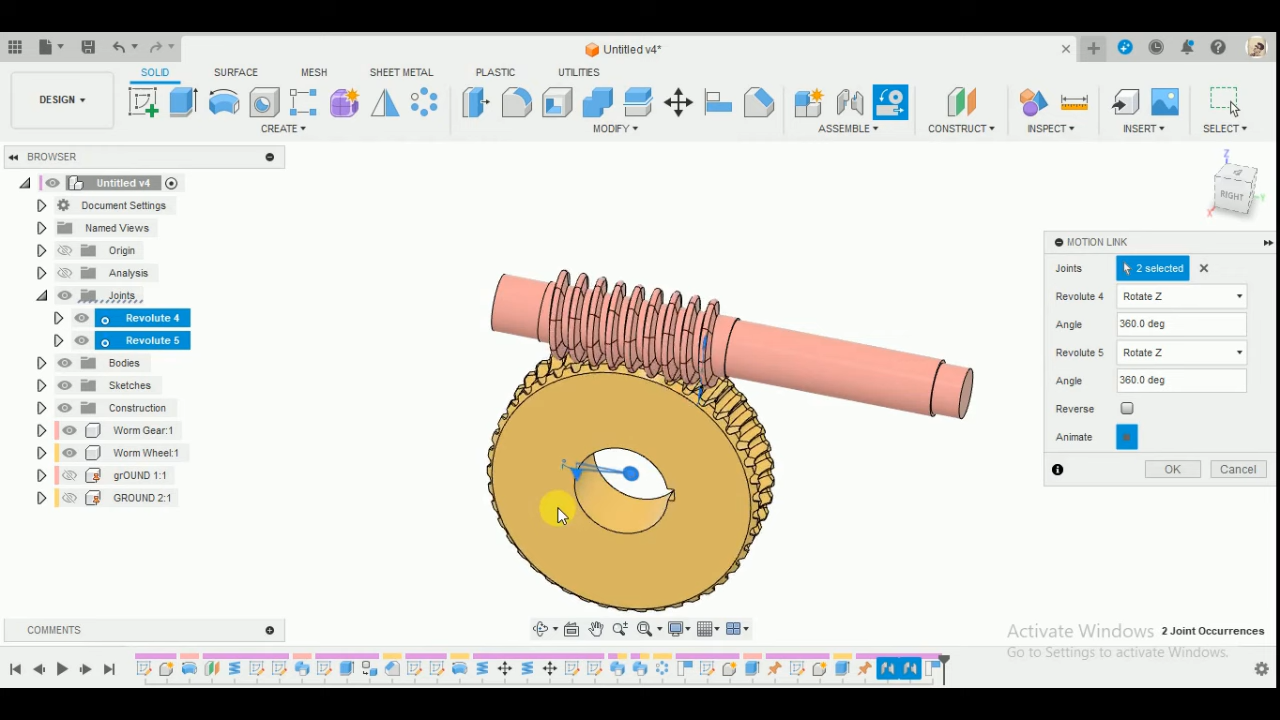 Untitled v4*
SOLID SURFACE MESH SHEET METAL PLASTIC UTILITIES
DESIGN
CREATE MODIFY ASSEMBLE CONSTRUCT INSPECT INSERT SELECT
BROWSER
Untitled v4
Document Settings
Named Views
Origin
Analysis
Joints
Revolute 4
Revolute 5
Bodies
Sketches
Construction
Worm Gear:1
Worm Wheel:1
grOUND 1:1
GROUND 2:1
Z
RIGHT
X
Y
MOTION LINK
Joints 2 selected
Revolute 4 Rotate Z
Angle 360.0 deg
Revolute 5 Rotate Z
Angle 360.0 deg
Reverse
Animate
OK Cancel
COMMENTS
Activate Windows
2 Joint Occurrences
Go to Settings to activate Windows.